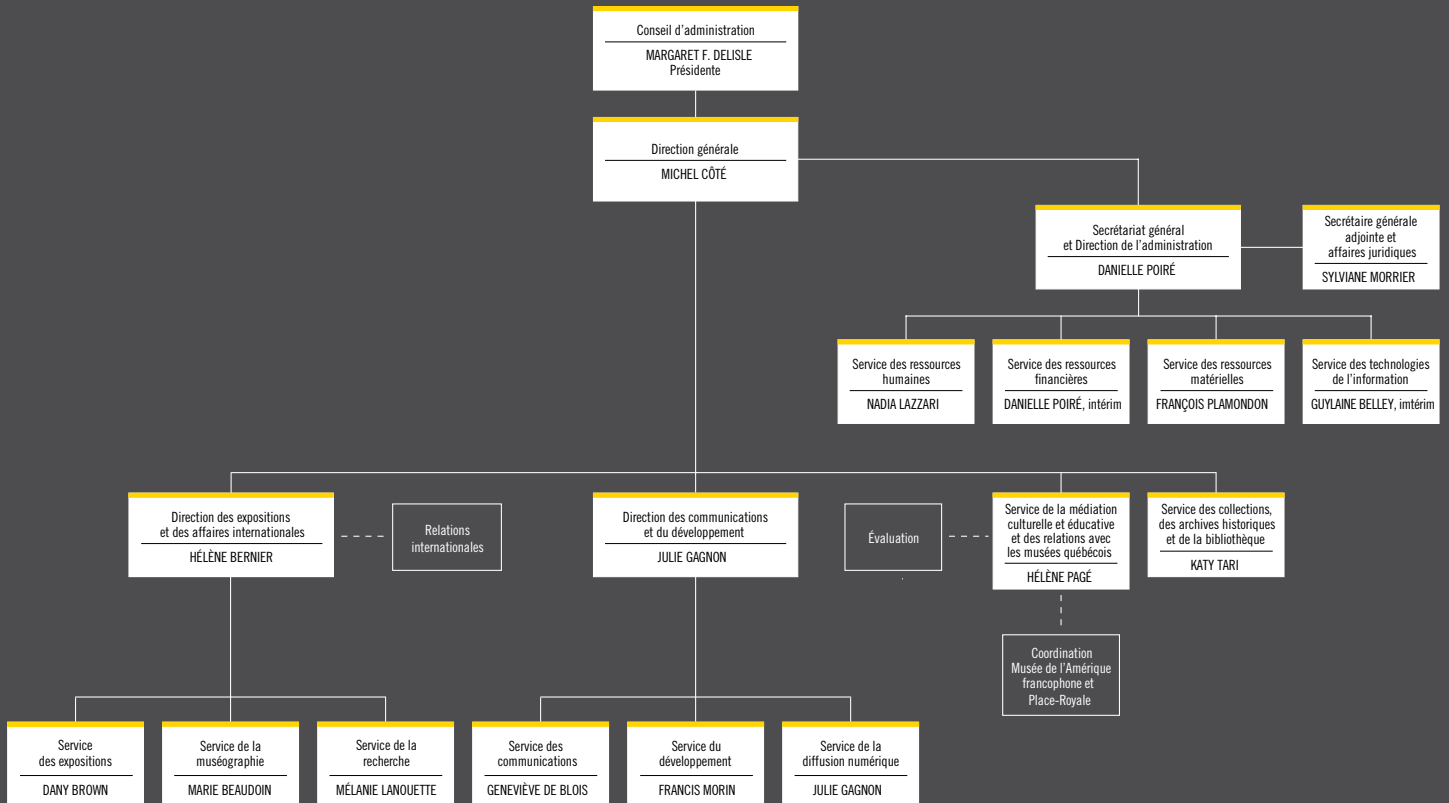 Conseil d'administration
MARGARET F. DELISLE
Présidente
Direction générale
MICHEL CÔTÉ
Secrétariat général
et Direction de l'administration
DANIELLE POIRÉ
Secrétaire générale
adjointe et
affaires juridiques
SYLVIANE MORRIER
Service des ressources
humaines
NADIA LAZZARI
Service des ressources
financières
DANIELLE POIRÉ, intérim
Service des ressources
matérielles
FRANÇOIS PLAMONDON
Service des technologies
de l'information
GUYLAINE BELLEY, imtérim
Direction des expositions
et des affaires internationales
HÉLÈNE BERNIER
Relations
internationales
Direction des communications
et du développement
JULIE GAGNON
Évaluation
Service de la médiation
culturelle et éducative
et des relations avec
les musées québécois
HÉLÈNE PAGÉ
Service des collections,
des archives historiques
et de la bibliothèque
KATY TARI
Coordination
Musée de l'Amérique
francophone et
Place-Royale
Service
des expositions
DANY BROWN
Service de la
muséographie
MARIE BEAUDOIN
Service de la
recherche
MÉLANIE LANOUETTE
Service des
communications
GENEVIÈVE DE BLOIS
Service du
développement
FRANCIS MORIN
Service de la
diffusion numérique
JULIE GAGNON